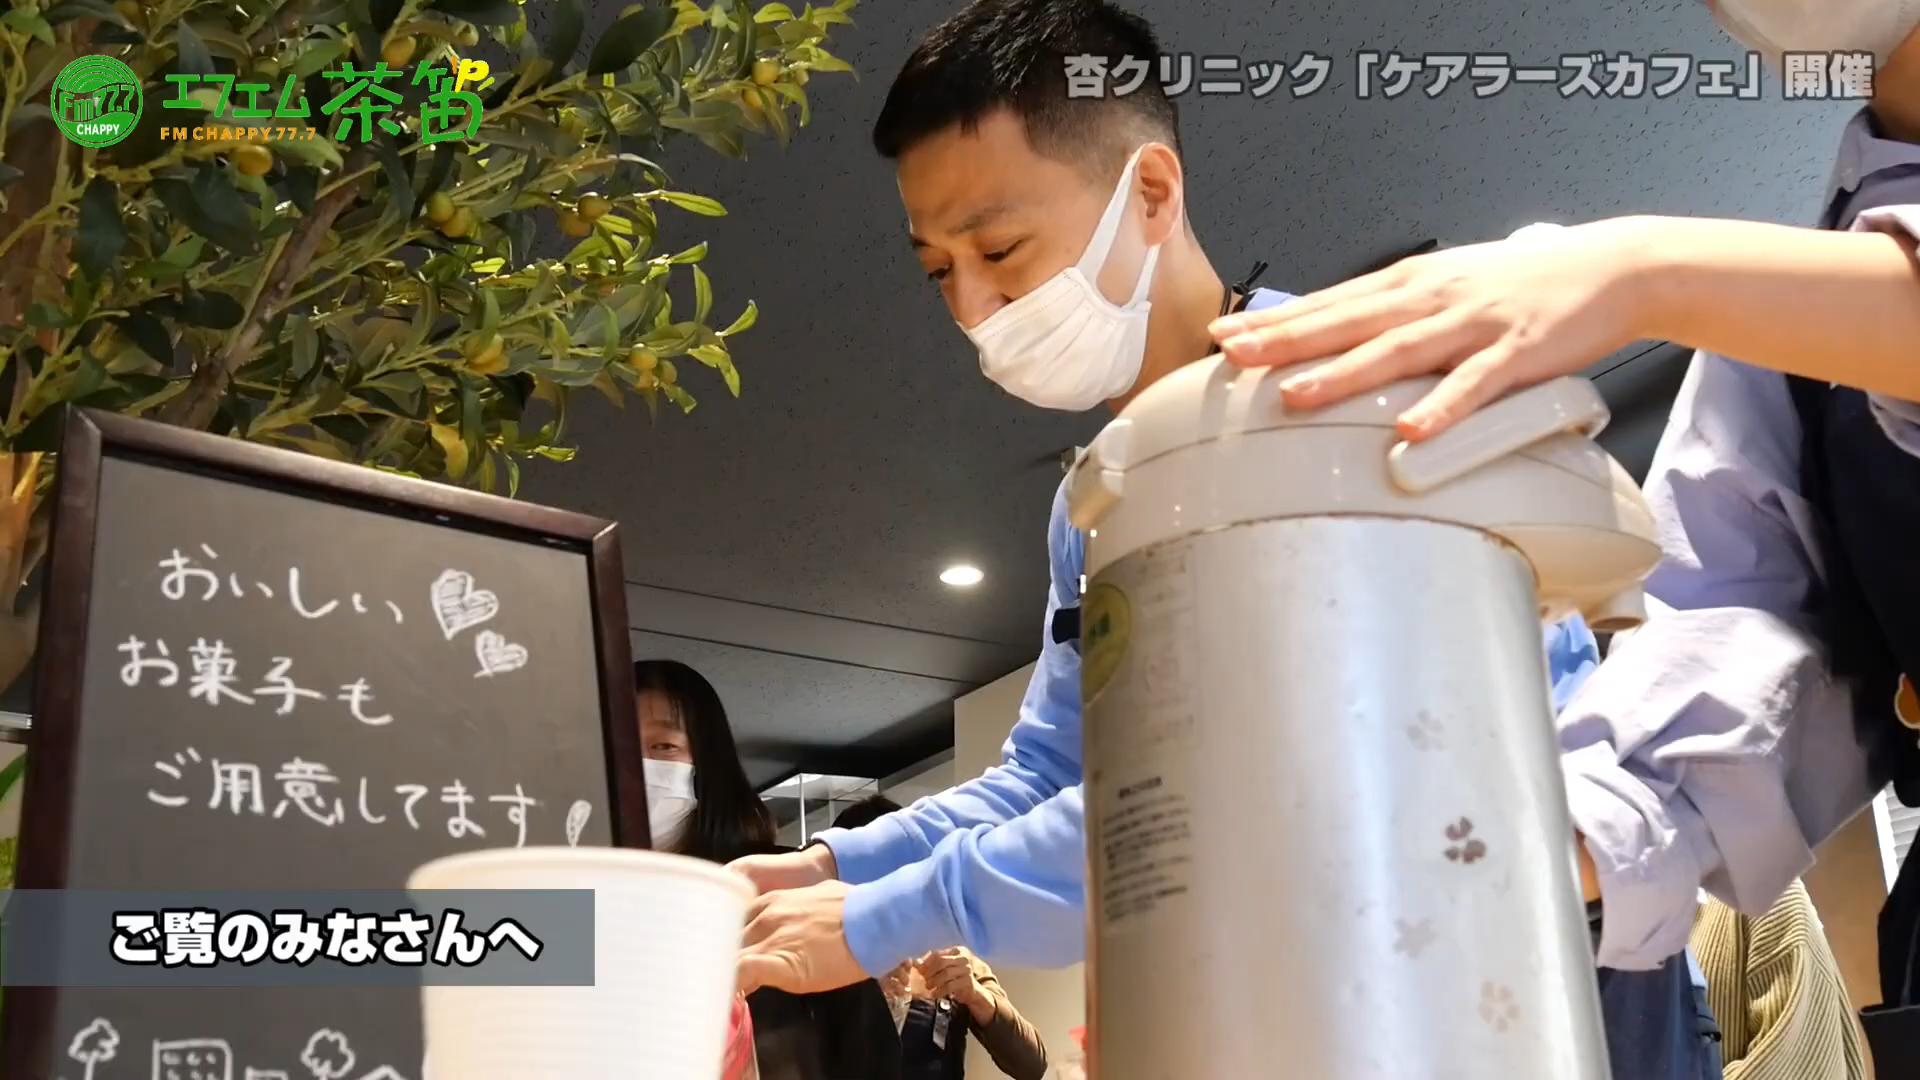 Fm77.7
CHAPPY
エフエム茶笛
P
FM CHAPPY 77.7
杏クリニック「ケアラーズカフェ」開催
おいしい
お菓子も
ご用意してます!
ご覧のみなさんへ